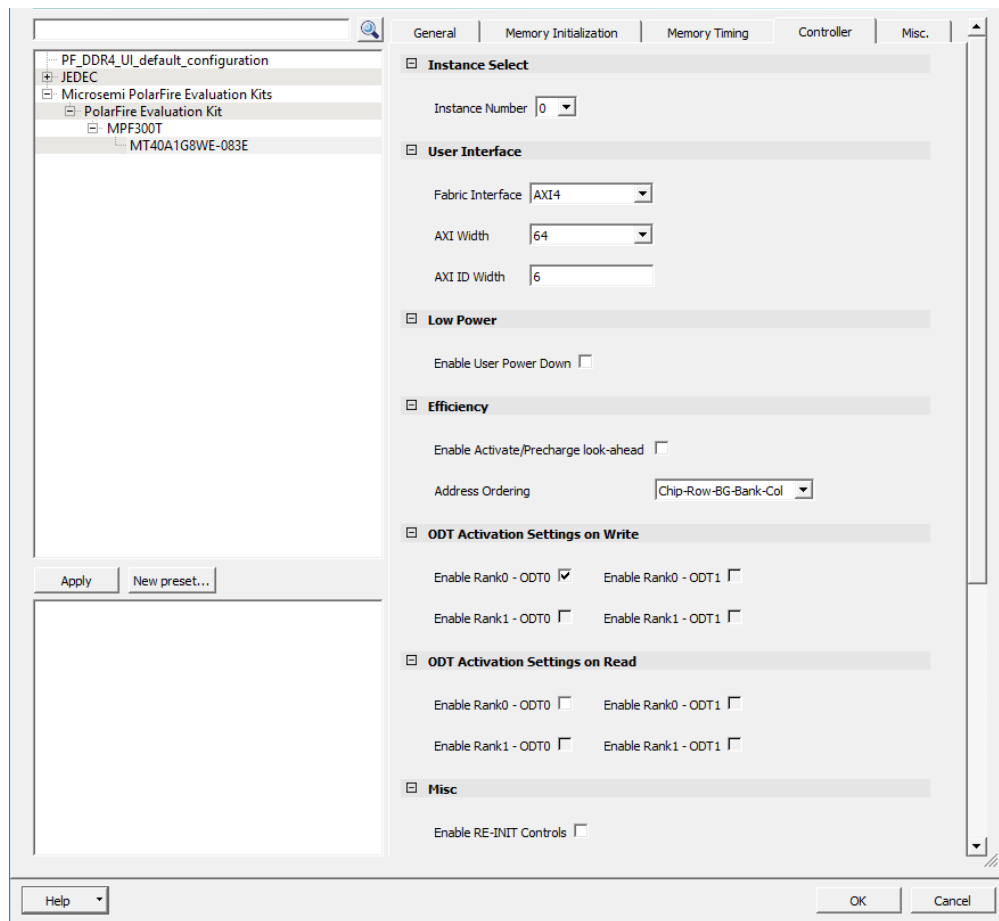 PF_DDR4_UI_default_configuration
JEDEC
Microsemi PolarFire Evaluation Kits
PolarFire Evaluation Kit
MPF300T
MT40A1G8WE-083E
Apply New preset...
General Memory Initialization Memory Timing Controller Misc.
Instance Select
Instance Number 0
User Interface
Fabric Interface AXI4
AXI Width 64
AXI ID Width 6
Low Power
Enable User Power Down
Efficiency
Enable Activate/Precharge look-ahead
Address Ordering Chip-Row-BG-Bank-Col
ODT Activation Settings on Write
Enable Rank0 - ODT0 Enable Rank0 - ODT1
Enable Rank1 - ODT0 Enable Rank1 - ODT1
ODT Activation Settings on Read
Enable Rank0 - ODT0 Enable Rank0 - ODT1
Enable Rank1 - ODT0 Enable Rank1 - ODT1
Misc
Enable RE-INIT Controls
Help OK Cancel